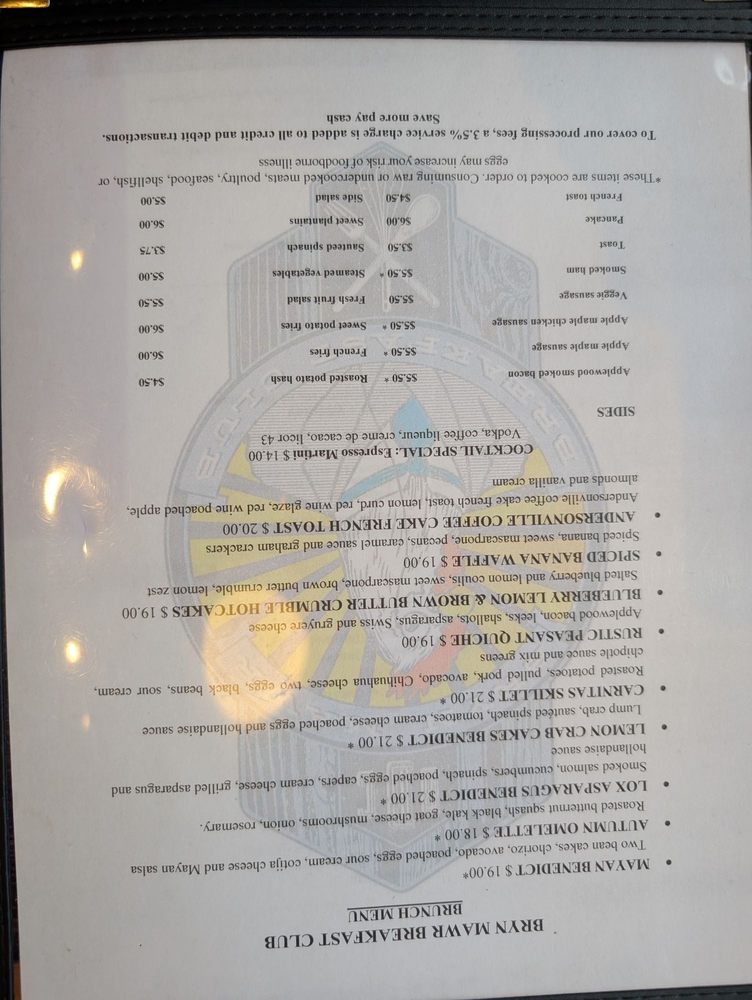 BRYN MAWR BREAKFAST CLUB
BRUNCH MENU
• MAYAN BENEDICT $ 19.00*
Two bean cakes, chorizo, avocado, poached eggs, sour cream, cotija cheese and Mayan salsa
• AUTUMN OMELETTE $ 18.00 *
Roasted butternut squash, black kale, goat cheese, mushrooms, onion, rosemary.
• LOX ASPARAGUS BENEDICT $ 21.00 *
Smoked salmon, cucumbers, spinach, poached eggs, capers, cream cheese, grilled asparagus and
hollandaise sauce
• LEMON CRAB CAKES BENEDICT $ 21.00 *
Lump crab, sautéed spinach, tomatoes, cream cheese, poached eggs and hollandaise sauce
• CARNITAS SKILLET $ 21.00 *
Roasted potatoes, pulled pork, avocado, Chihuahua cheese, two eggs, black beans, sour cream,
chipotle sauce and mix greens
• RUSTIC PEASANT QUICHE $ 19.00
Applewood bacon, leeks, shallots, asparagus, Swiss and gruyere cheese
• BLUEBERRY LEMON & BROWN BUTTER CRUMBLE HOTCAKES $ 19.00
Salted blueberry and lemon coulis, sweet mascarpone, brown butter crumble, lemon zest
• SPICED BANANA WAFFLE $ 19.00
Spiced banana, sweet mascarpone, pecans, caramel sauce and graham crackers
• ANDERSONVILLE COFFEE CAKE FRENCH TOAST $ 20.00
Andersonville coffee cake french toast, lemon curd, red wine glaze, red wine poached apple,
almonds and vanilla cream
COCKTAIL SPECIAL: Espresso Martini $ 14.00
Vodka, coffee liqueur, creme de cacao, licor 43
SIDES
Applewood smoked bacon $5.50 * Roasted potato hash $4.50
Apple maple sausage $5.50 * French fries $6.00
Apple maple chicken sausage $5.50 * Sweet potato fries $6.00
Veggie sausage $5.50 Fresh fruit salad $5.50
Smoked ham $5.50 * Steamed vegetables $5.00
Toast $3.50 Sauteed spinach $3.75
Pancake $6.00 Sweet plantains $6.00
French toast $4.50 Side salad $5.00
*These items are cooked to order. Consuming raw or undercooked meats, poultry, seafood, shellfish, or
eggs may increase your risk of foodborne illness
To cover our processing fees, a 3.5% service charge is added to all credit and debit transactions.
Save more pay cash